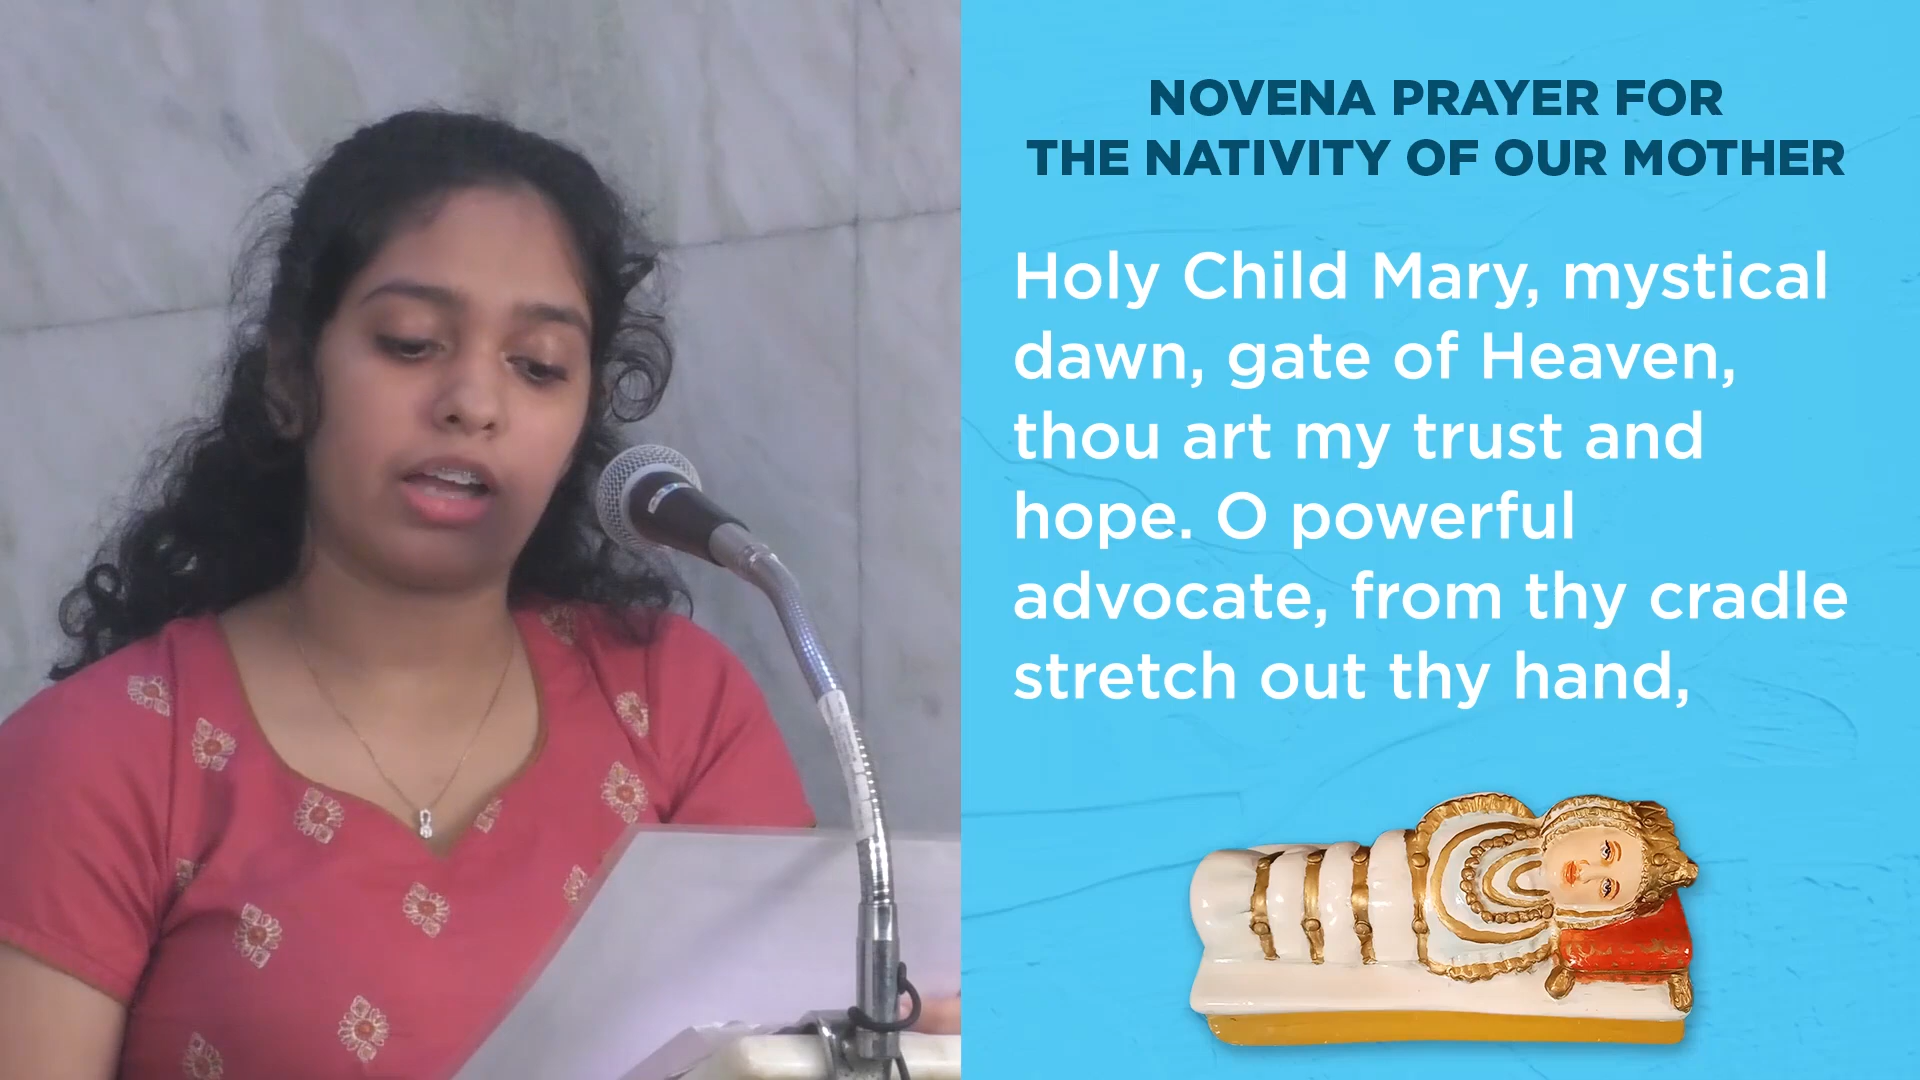 NOVENA PRAYER FOR
THE NATIVITY OF OUR MOTHER
Holy Child Mary, mystical
dawn, gate of Heaven,
thou art my trust and
hope. O powerful
advocate, from thy cradle
stretch out thy hand,